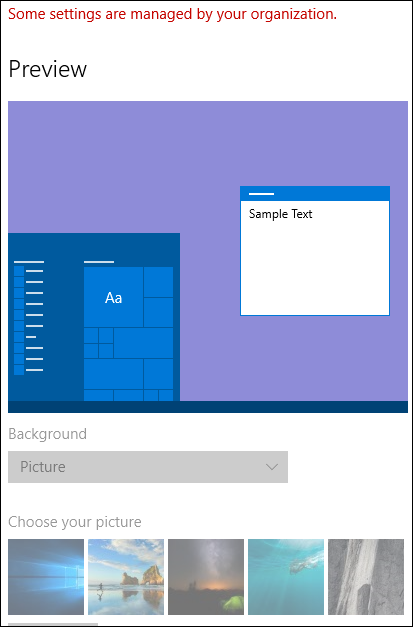 Some settings are managed by your organization.
Preview
Sample Text
Aa
Background
Picture
Choose your picture